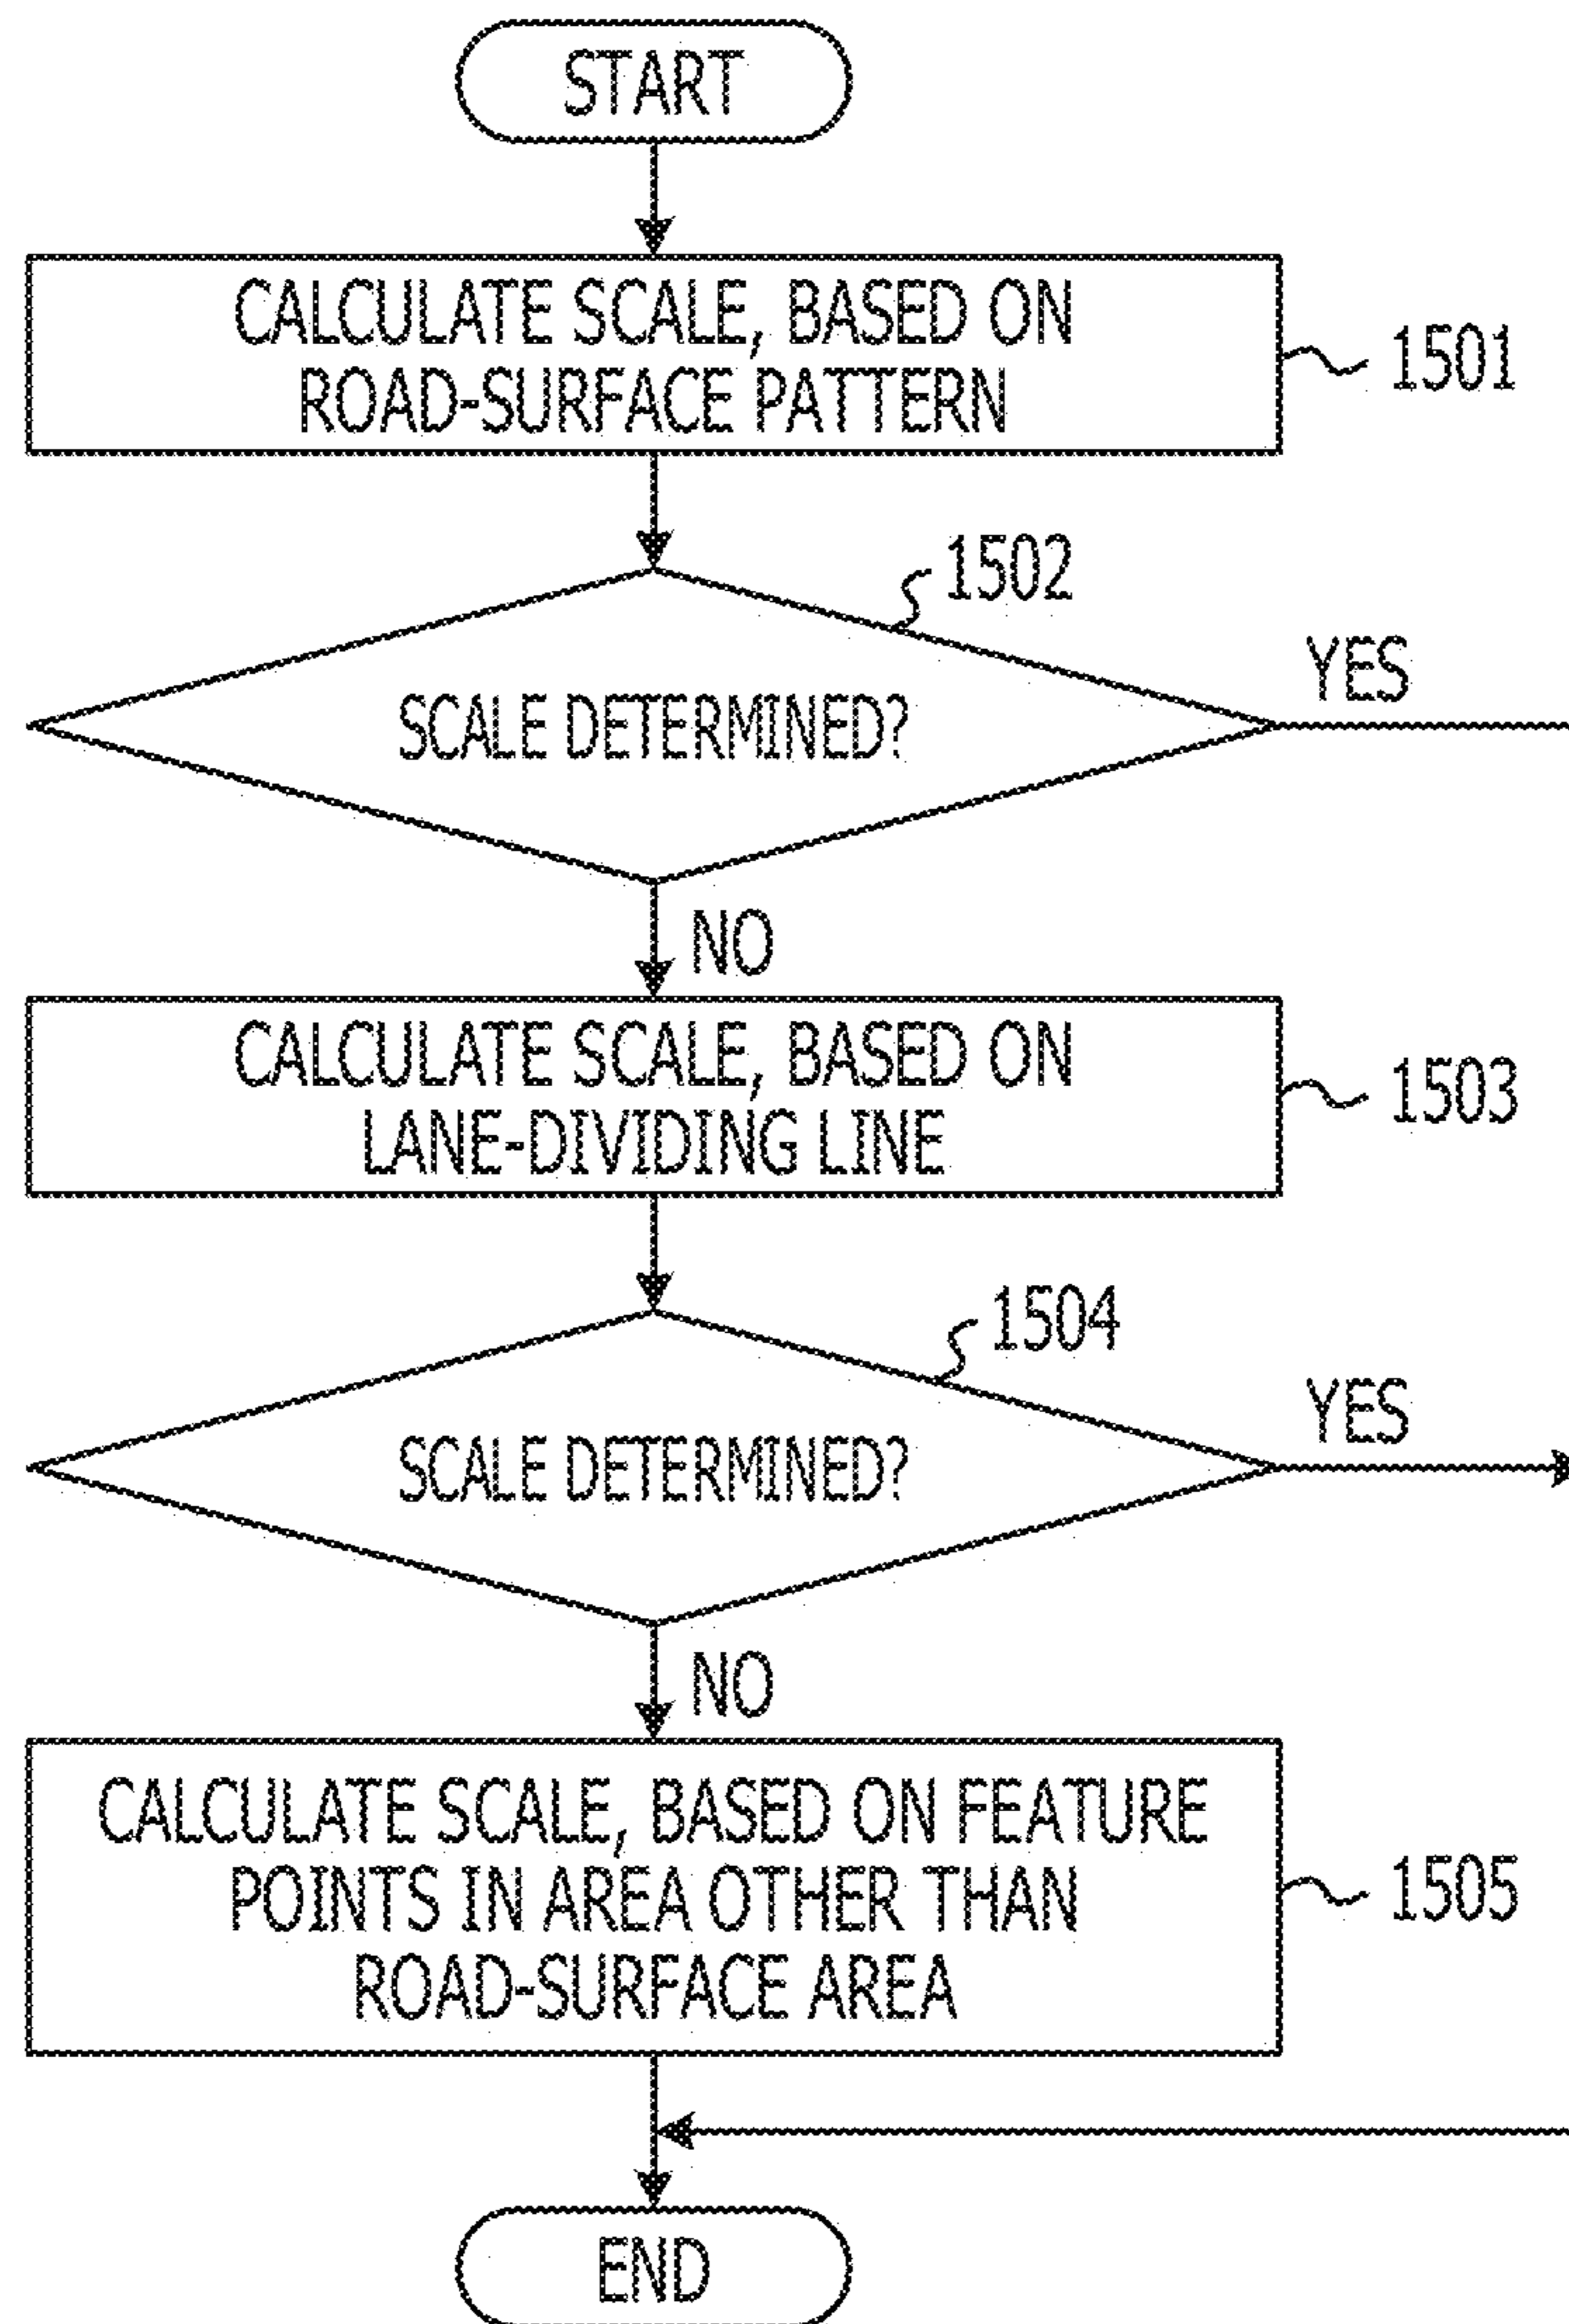 START
CALCULATE SCALE, BASED ON
ROAD-SURFACE PATTERN
1501
1502
SCALE DETERMINED?
YES
NO
CALCULATE SCALE, BASED ON
LANE-DIVIDING LINE
1503
1504
SCALE DETERMINED?
YES
NO
CALCULATE SCALE, BASED ON FEATURE
POINTS IN AREA OTHER THAN
ROAD-SURFACE AREA
1505
END